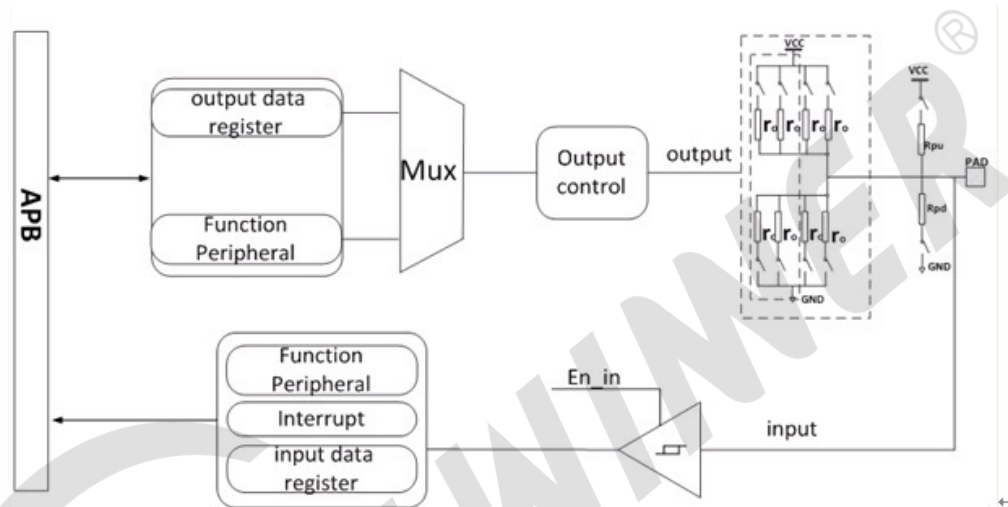 APB
output data
register
Function
Peripheral
Mux
Output
control
output
VCC
rₒ rₒ rₒ rₒ
rₒ rₒ rₒ rₒ
GND
VCC
Rpu
PAD
Rpd
GND
Function
Peripheral
Interrupt
input data
register
En_in
input
®
WINNER